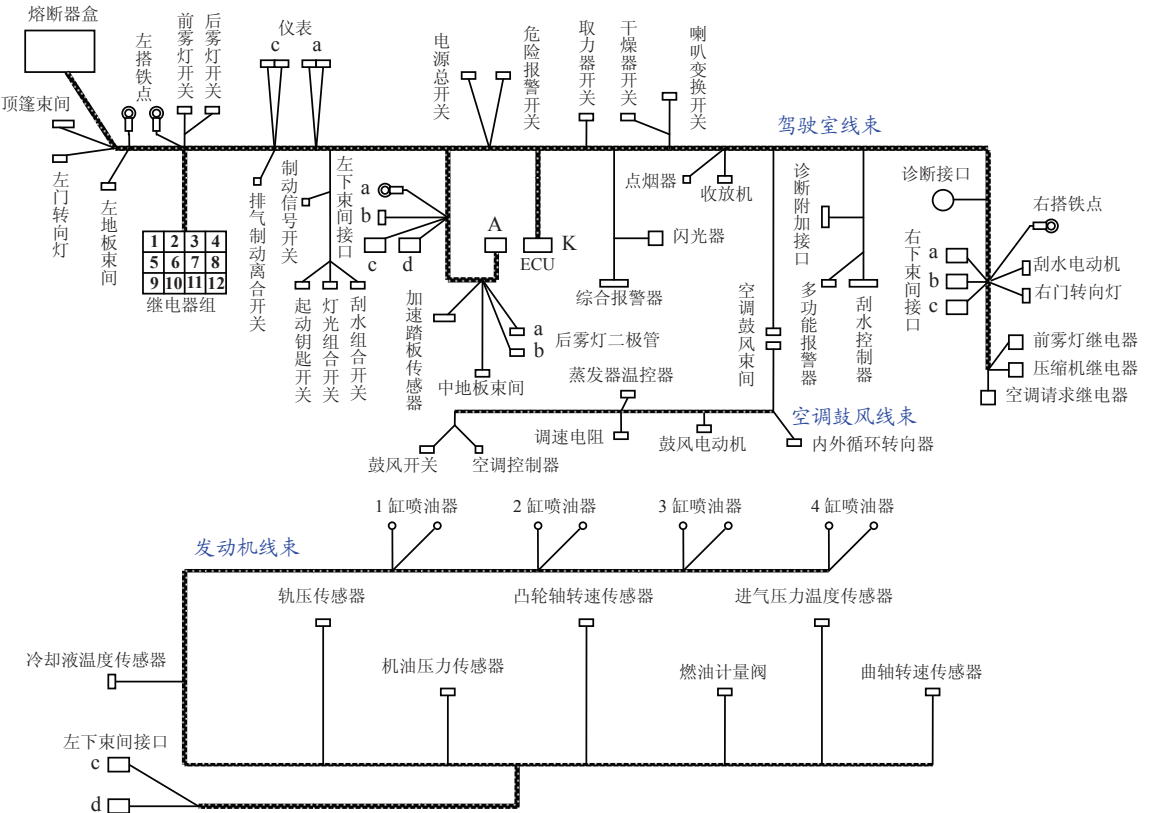 熔断器盒
左搭铁点
前雾灯开关
后雾灯开关
仪表
c a
电源总开关
危险报警开关
取力器开关
干燥器开关
喇叭变换开关
驾驶室线束
顶篷束间
左门转向灯
左地板束间
1 2 3 4
5 6 7 8
9 10 11 12
继电器组
排气制动离合开关
制动信号开关
左下束间接口
a
b
c d
起动钥匙开关
灯光组合开关
刮水组合开关
加速踏板传感器
A
K
ECU
a
b
后雾灯二极管
中地板束间
点烟器
收放机
闪光器
综合报警器
空调鼓风束间
诊断附加接口
多功能报警器
刮水控制器
诊断接口
右搭铁点
右下束间接口
a
b
c
刮水电动机
右门转向灯
前雾灯继电器
压缩机继电器
空调请求继电器
蒸发器温控器
空调鼓风线束
调速电阻
鼓风电动机
内外循环转向器
鼓风开关
空调控制器
1 缸喷油器
2 缸喷油器
3 缸喷油器
4 缸喷油器
发动机线束
轨压传感器
凸轮轴转速传感器
进气压力温度传感器
冷却液温度传感器
机油压力传感器
燃油计量阀
曲轴转速传感器
左下束间接口
c
d